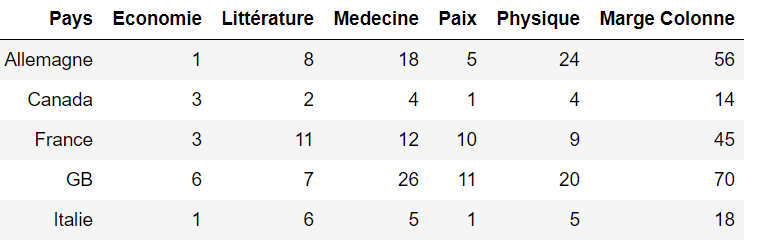 Pays Economie Littérature Medecine Paix Physique Marge Colonne
Allemagne 1 8 18 5 24 56
Canada 3 2 4 1 4 14
France 3 11 12 10 9 45
GB 6 7 26 11 20 70
Italie 1 6 5 1 5 18